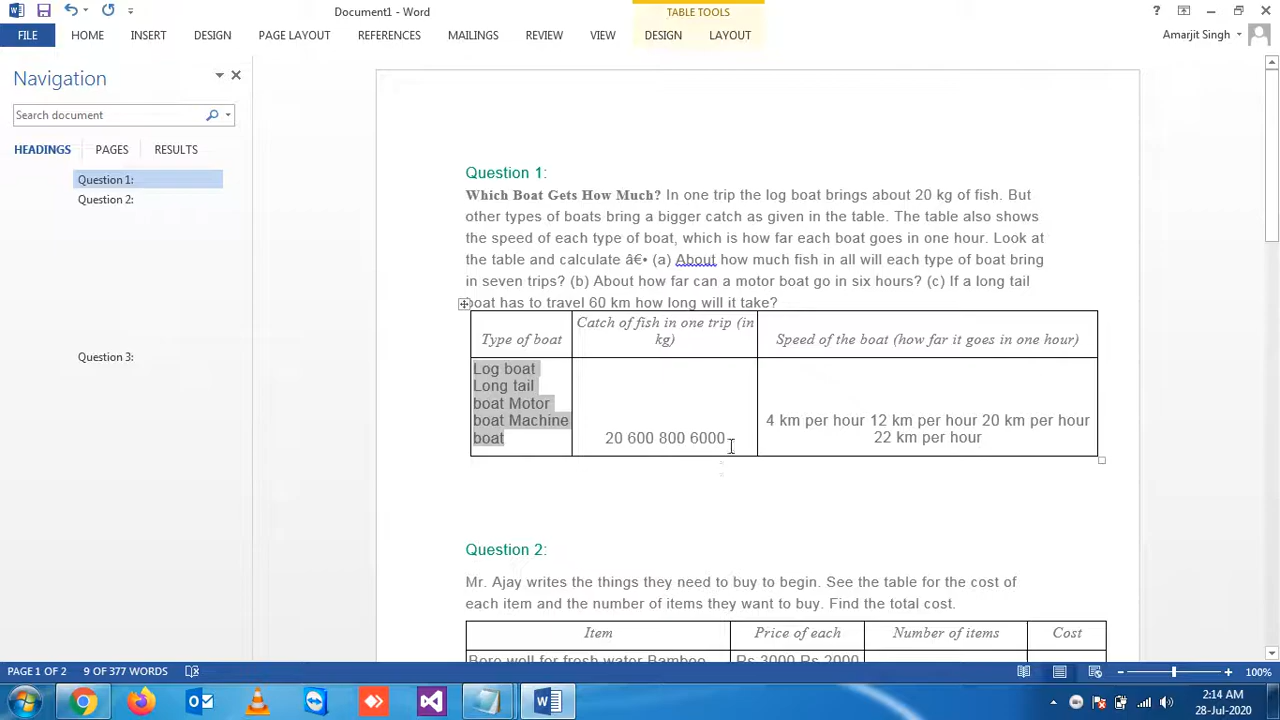 Document1 - Word
TABLE TOOLS
?
FILE HOME INSERT DESIGN PAGE LAYOUT REFERENCES MAILINGS REVIEW VIEW DESIGN LAYOUT
Amarjit Singh
Navigation
Search document
HEADINGS PAGES RESULTS
Question 1:
Question 2:
Question 3:
Question 1:
Which Boat Gets How Much? In one trip the log boat brings about 20 kg of fish. But
other types of boats bring a bigger catch as given in the table. The table also shows
the speed of each type of boat, which is how far each boat goes in one hour. Look at
the table and calculate â€• (a) About how much fish in all will each type of boat bring
in seven trips? (b) About how far can a motor boat go in six hours? (c) If a long tail
boat has to travel 60 km how long will it take?
Type of boat
Catch of fish in one trip (in
kg)
Speed of the boat (how far it goes in one hour)
Log boat
Long tail
boat Motor
boat Machine
boat
20 600 800 6000
4 km per hour 12 km per hour 20 km per hour
22 km per hour
Question 2:
Mr. Ajay writes the things they need to buy to begin. See the table for the cost of
each item and the number of items they want to buy. Find the total cost.
Item Price of each Number of items Cost
Bore well for fresh water Bamboo Rs 3000 Rs 2000
PAGE 1 OF 2 9 OF 377 WORDS
100%
2:14 AM
28-Jul-2020